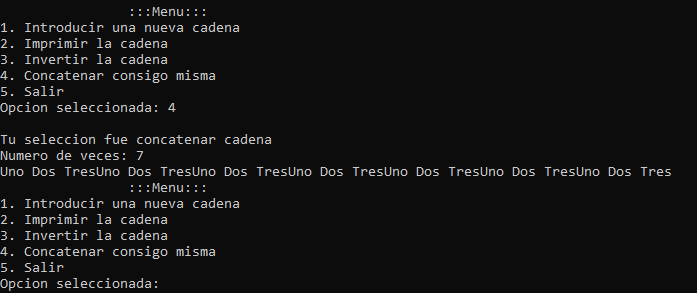 :::Menu:::
1. Introducir una nueva cadena
2. Imprimir la cadena
3. Invertir la cadena
4. Concatenar consigo misma
5. Salir
Opcion seleccionada: 4
Tu seleccion fue concatenar cadena
Numero de veces: 7
Uno Dos TresUno Dos TresUno Dos TresUno Dos TresUno Dos TresUno Dos TresUno Dos Tres
:::Menu:::
1. Introducir una nueva cadena
2. Imprimir la cadena
3. Invertir la cadena
4. Concatenar consigo misma
5. Salir
Opcion seleccionada: